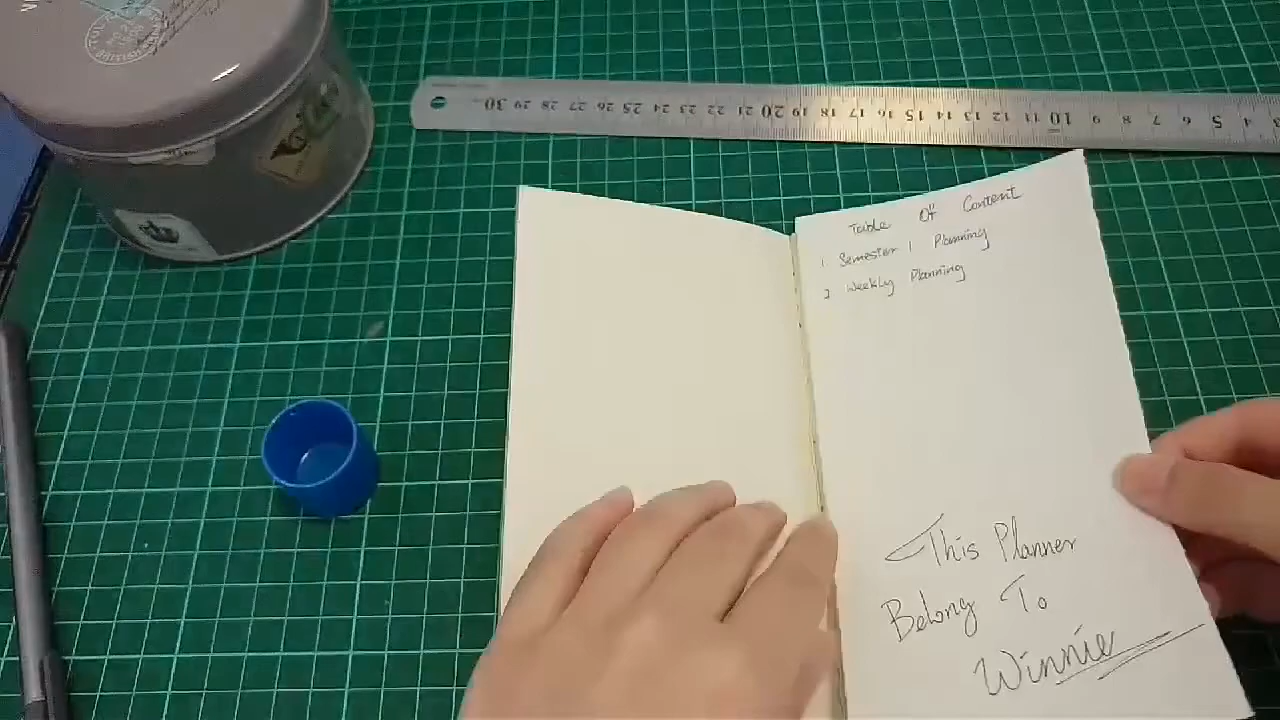 30 29 28 27 26 25 24 23 22 21 20 19 18 17 16 15 14 13 12 11 10 9 8 7 6 5 4 3
Table Of Content
1. Semester 1 Planning
2 Weekly Planning
This Planner
Belong To
Winnie